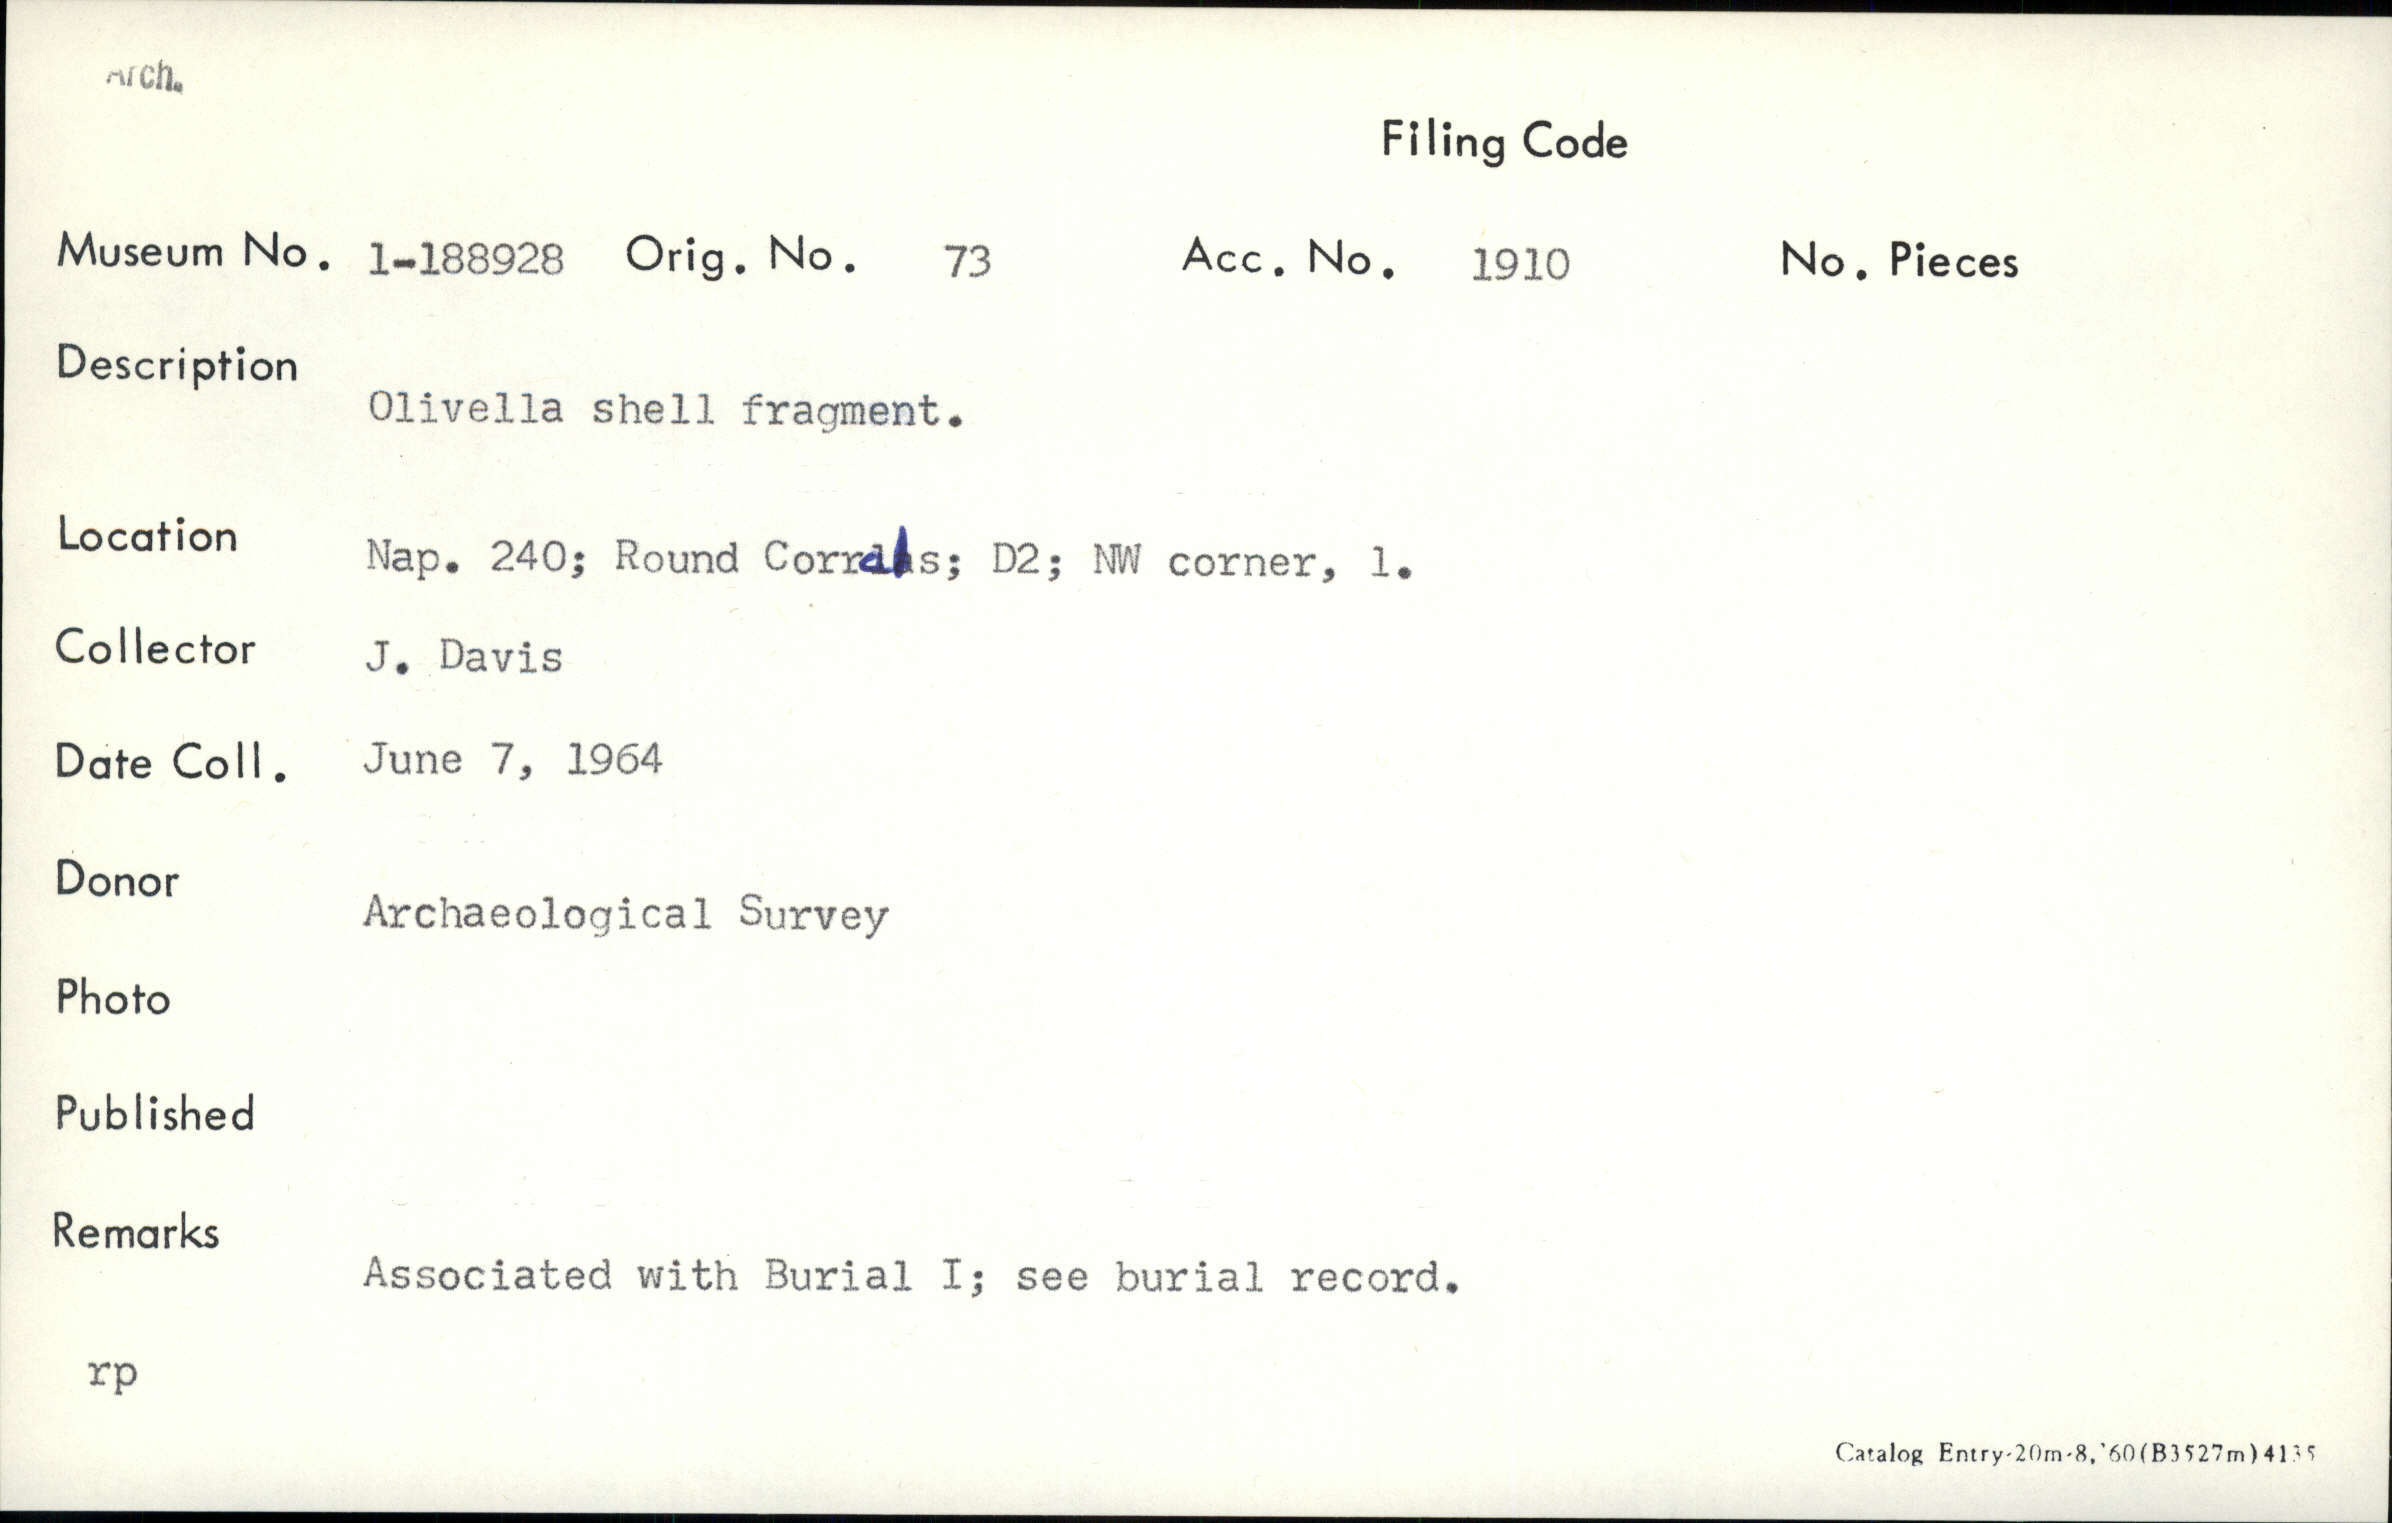 Arch.
Filing Code
Museum No. 1-188928 Orig. No. 73 Acc. No. 1910 No. Pieces
Description
Olivella shell fragment.
Location Nap. 240; Round Corrals; D2; NW corner, 1.
Collector J. Davis
Date Coll. June 7, 1964
Donor
Archaeological Survey
Photo
Published
Remarks
Associated with Burial I; see burial record.
rp
Catalog Entry-20m-8,'60(B3527m)4135